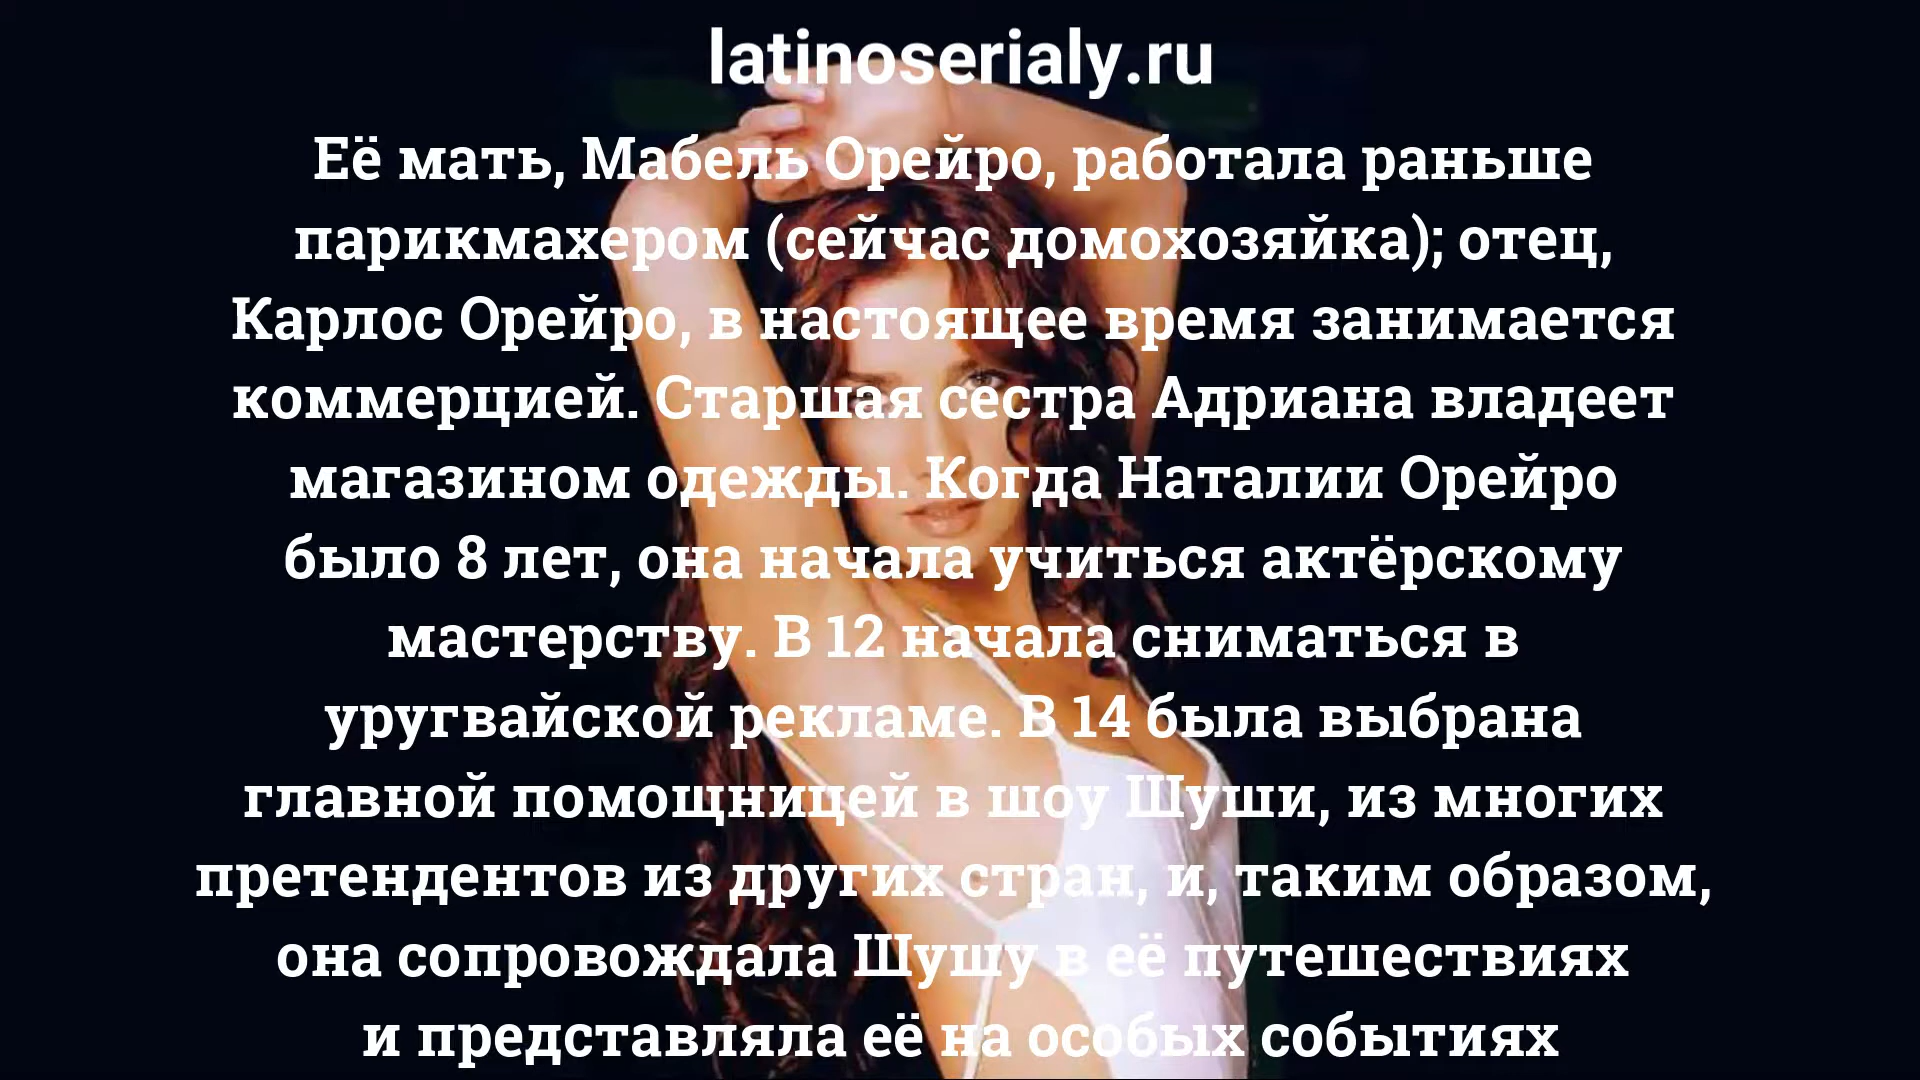 latinoserialy.ru
Её мать, Мабель Орейро, работала раньше
парикмахером (сейчас домохозяйка); отец,
Карлос Орейро, в настоящее время занимается
коммерцией. Старшая сестра Адриана владеет
магазином одежды. Когда Наталии Орейро
было 8 лет, она начала учиться актёрскому
мастерству. В 12 начала сниматься в
уругвайской рекламе. В 14 была выбрана
главной помощницей в шоу Шуши, из многих
претендентов из других стран, и, таким образом,
она сопровождала Шушу в её путешествиях
и представляла её на особых событиях